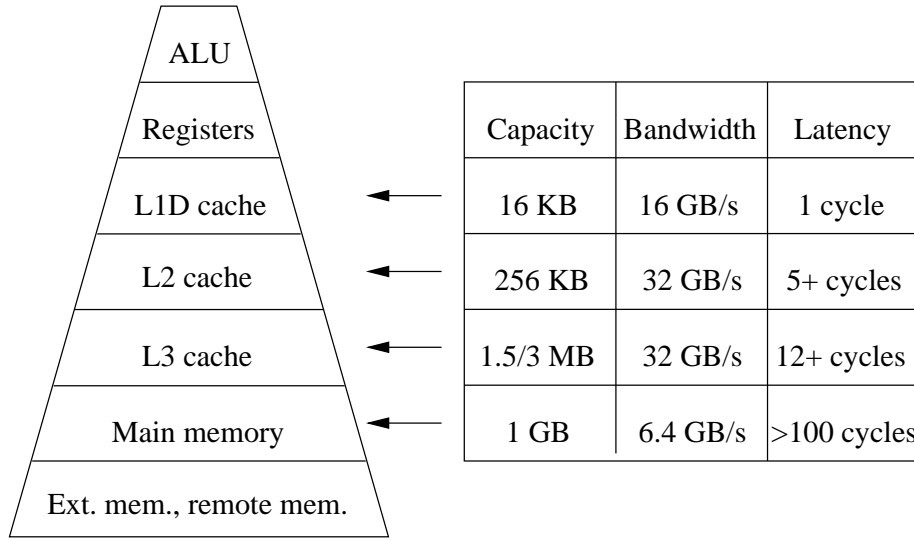 ALU
Registers
L1D cache
L2 cache
L3 cache
Main memory
Ext. mem., remote mem.
Capacity Bandwidth Latency
16 KB 16 GB/s 1 cycle
256 KB 32 GB/s 5+ cycles
1.5/3 MB 32 GB/s 12+ cycles
1 GB 6.4 GB/s >100 cycles